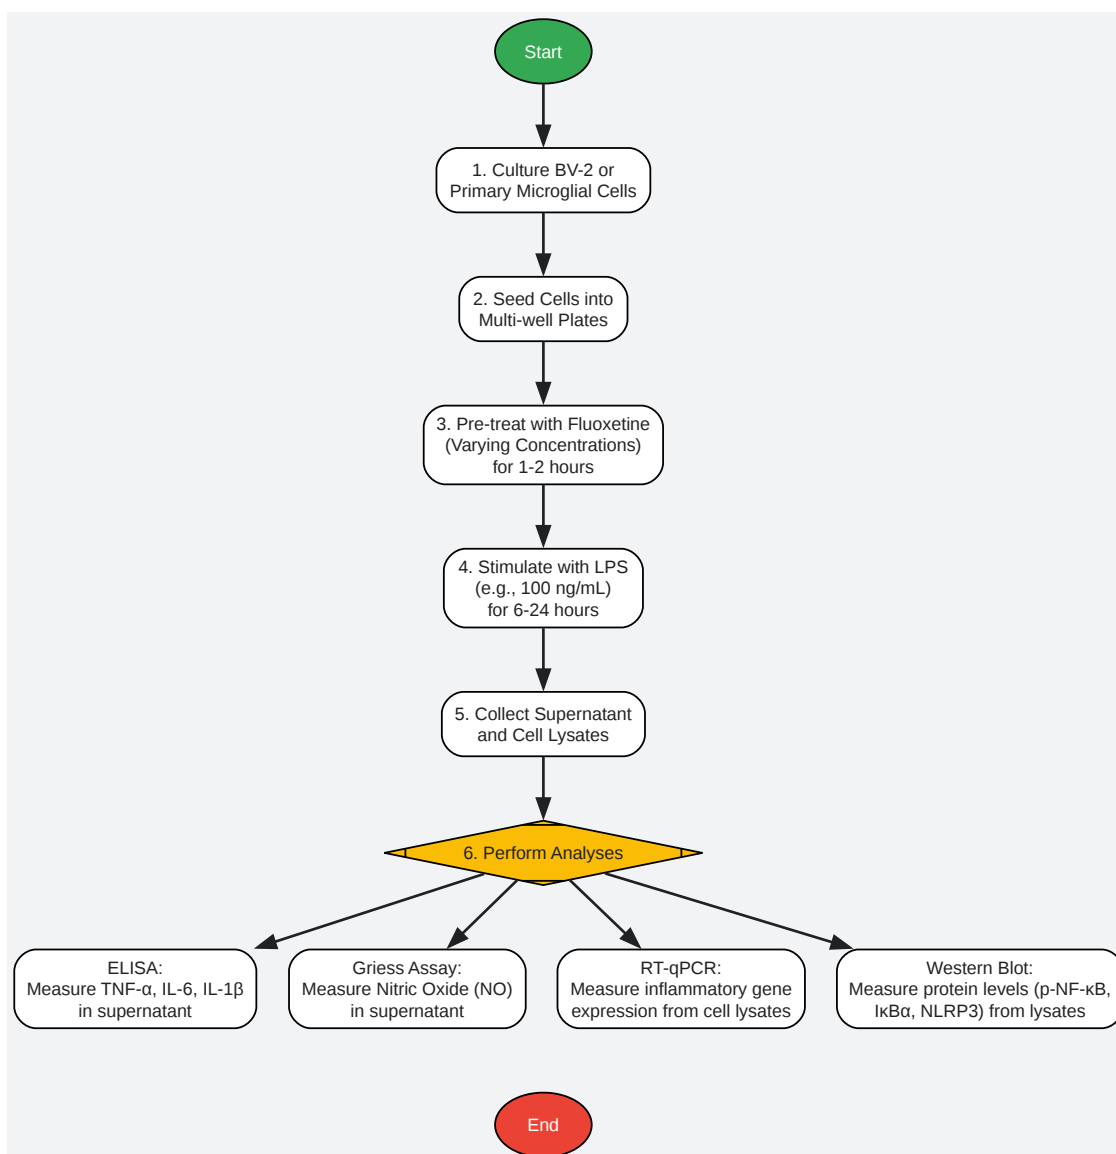 Start
1. Culture BV-2 or
Primary Microglial Cells
2. Seed Cells into
Multi-well Plates
3. Pre-treat with Fluoxetine
(Varying Concentrations)
for 1-2 hours
4. Stimulate with LPS
(e.g., 100 ng/mL)
for 6-24 hours
5. Collect Supernatant
and Cell Lysates
6. Perform Analyses
ELISA:
Measure TNF-α, IL-6, IL-1β
in supernatant
Griess Assay:
Measure Nitric Oxide (NO)
in supernatant
RT-qPCR:
Measure inflammatory gene
expression from cell lysates
Western Blot:
Measure protein levels (p-NF-κB,
IκBα, NLRP3) from lysates
End